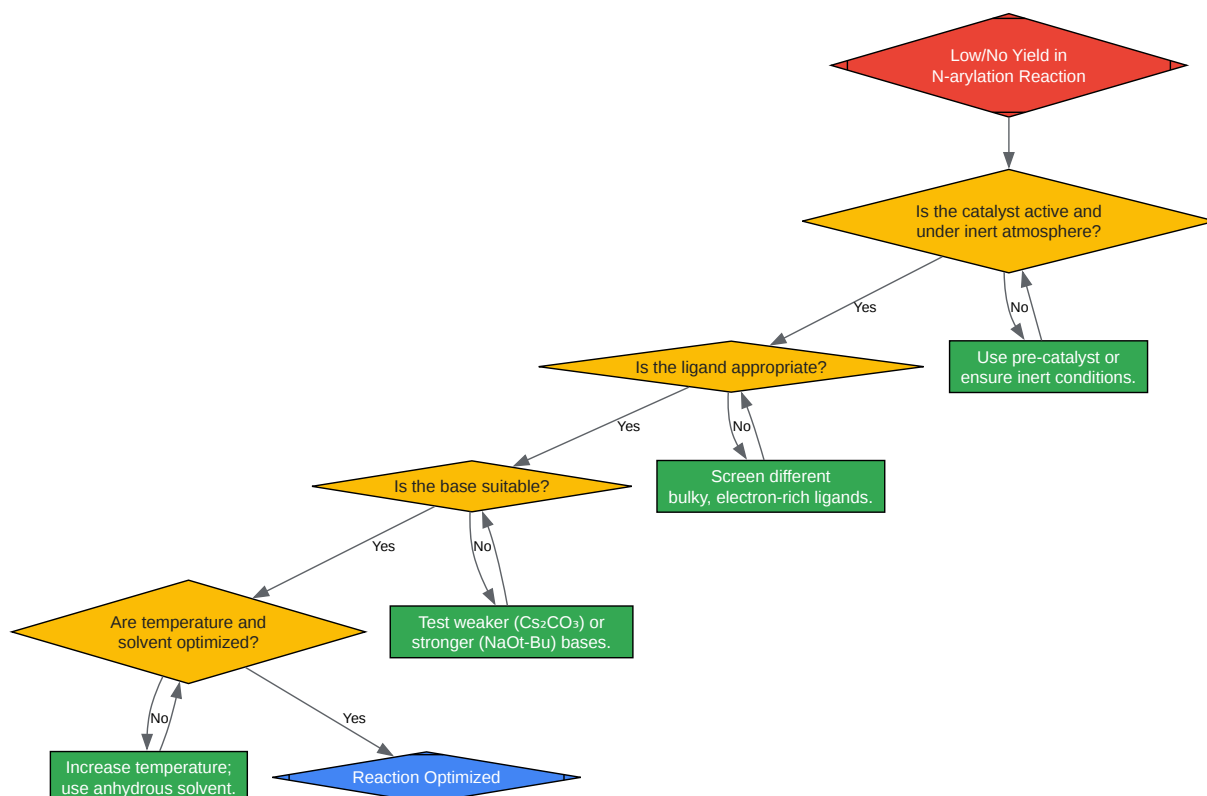 Low/No Yield in
N-arylation Reaction
Is the catalyst active and
under inert atmosphere?
Yes
No
Use pre-catalyst or
ensure inert conditions.
Is the ligand appropriate?
Yes
No
Screen different
bulky, electron-rich ligands.
Is the base suitable?
Yes
No
Test weaker (Cs₂CO₃) or
stronger (NaOt-Bu) bases.
Are temperature and
solvent optimized?
No
Yes
Increase temperature;
use anhydrous solvent.
Reaction Optimized